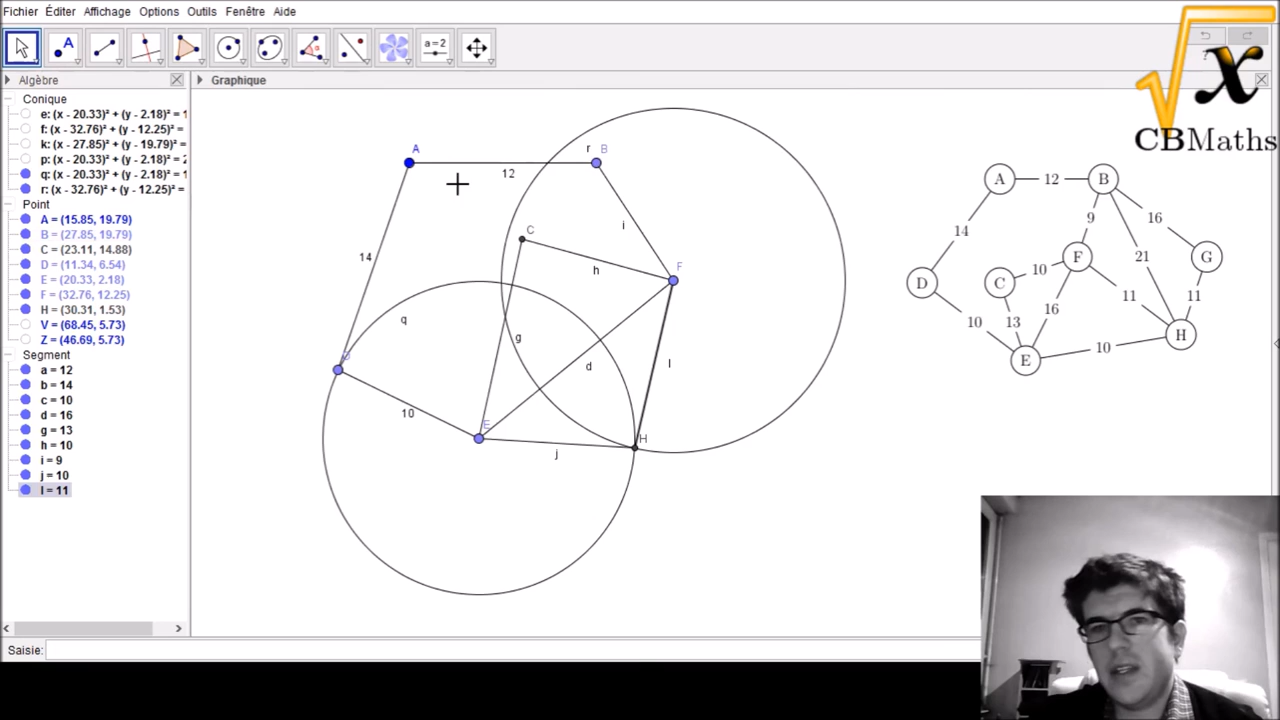 Fichier Éditer Affichage Options Outils Fenêtre Aide
A
a=2
Algèbre
Graphique
Conique
e: (x - 20.33)² + (y - 2.18)² = 1
f: (x - 32.76)² + (y - 12.25)² =
k: (x - 27.85)² + (y - 19.79)² =
p: (x - 20.33)² + (y - 2.18)² = 2
q: (x - 20.33)² + (y - 2.18)² = 1
r: (x - 32.76)² + (y - 12.25)² =
Point
A = (15.85, 19.79)
B = (27.85, 19.79)
C = (23.11, 14.88)
D = (11.34, 6.54)
E = (20.33, 2.18)
F = (32.76, 12.25)
H = (30.31, 1.53)
V = (68.45, 5.73)
Z = (46.69, 5.73)
Segment
a = 12
b = 14
c = 10
d = 16
g = 13
h = 10
i = 9
j = 10
l = 11
Saisie:
A
r B
12
C
i
14
h
F
q
g
d
l
D
10
E
H
j
√x
CBMaths
A 12 B
14 9 16
F 21 G
D C 10 11 11
10 13 16
E 10 H